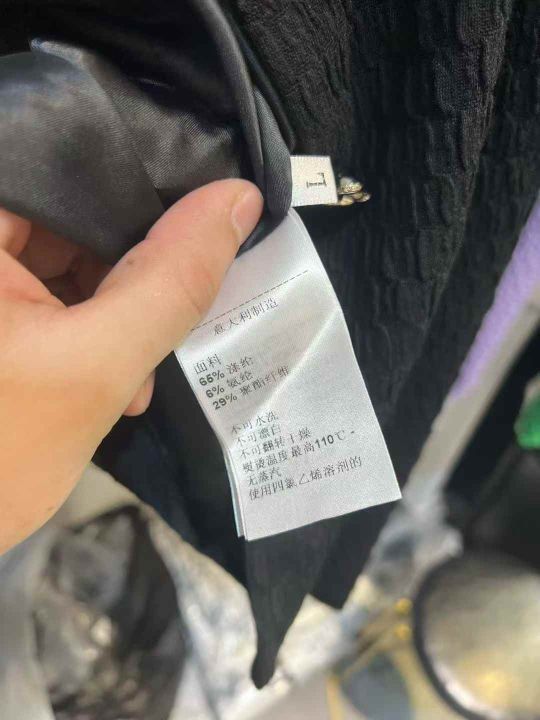 L
意大利制造
面料
65% 涤纶
6% 氨纶
29% 聚酯纤维
不可水洗
不可漂白
不可翻转干燥
熨烫温度最高110℃ -
无蒸汽
使用四氯乙烯溶剂的